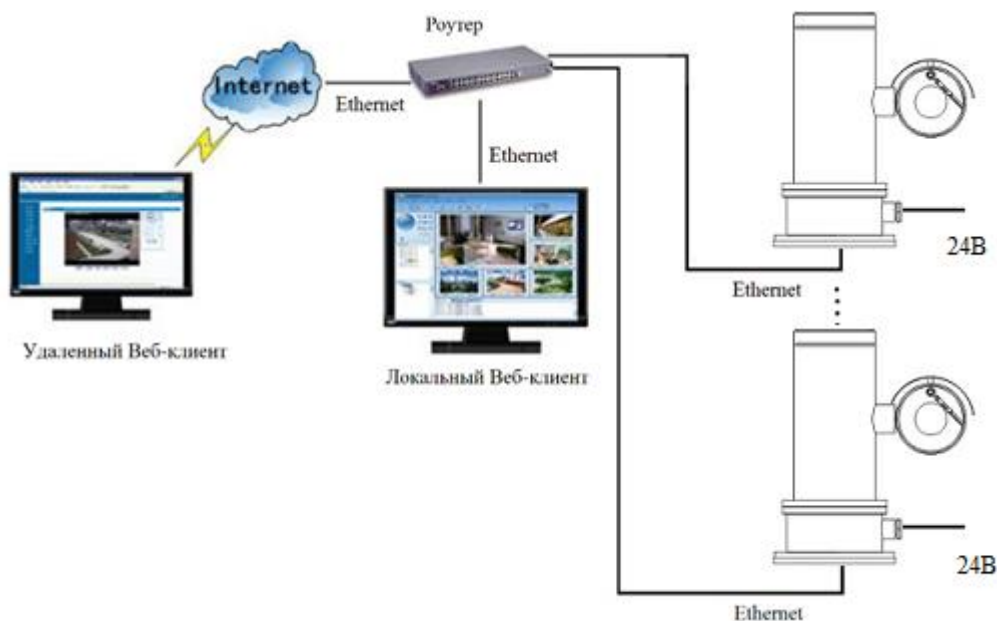 Роутер
Internet
Ethernet
Ethernet
24В
Ethernet
Удаленный Веб-клиент
Локальный Веб-клиент
24В
Ethernet